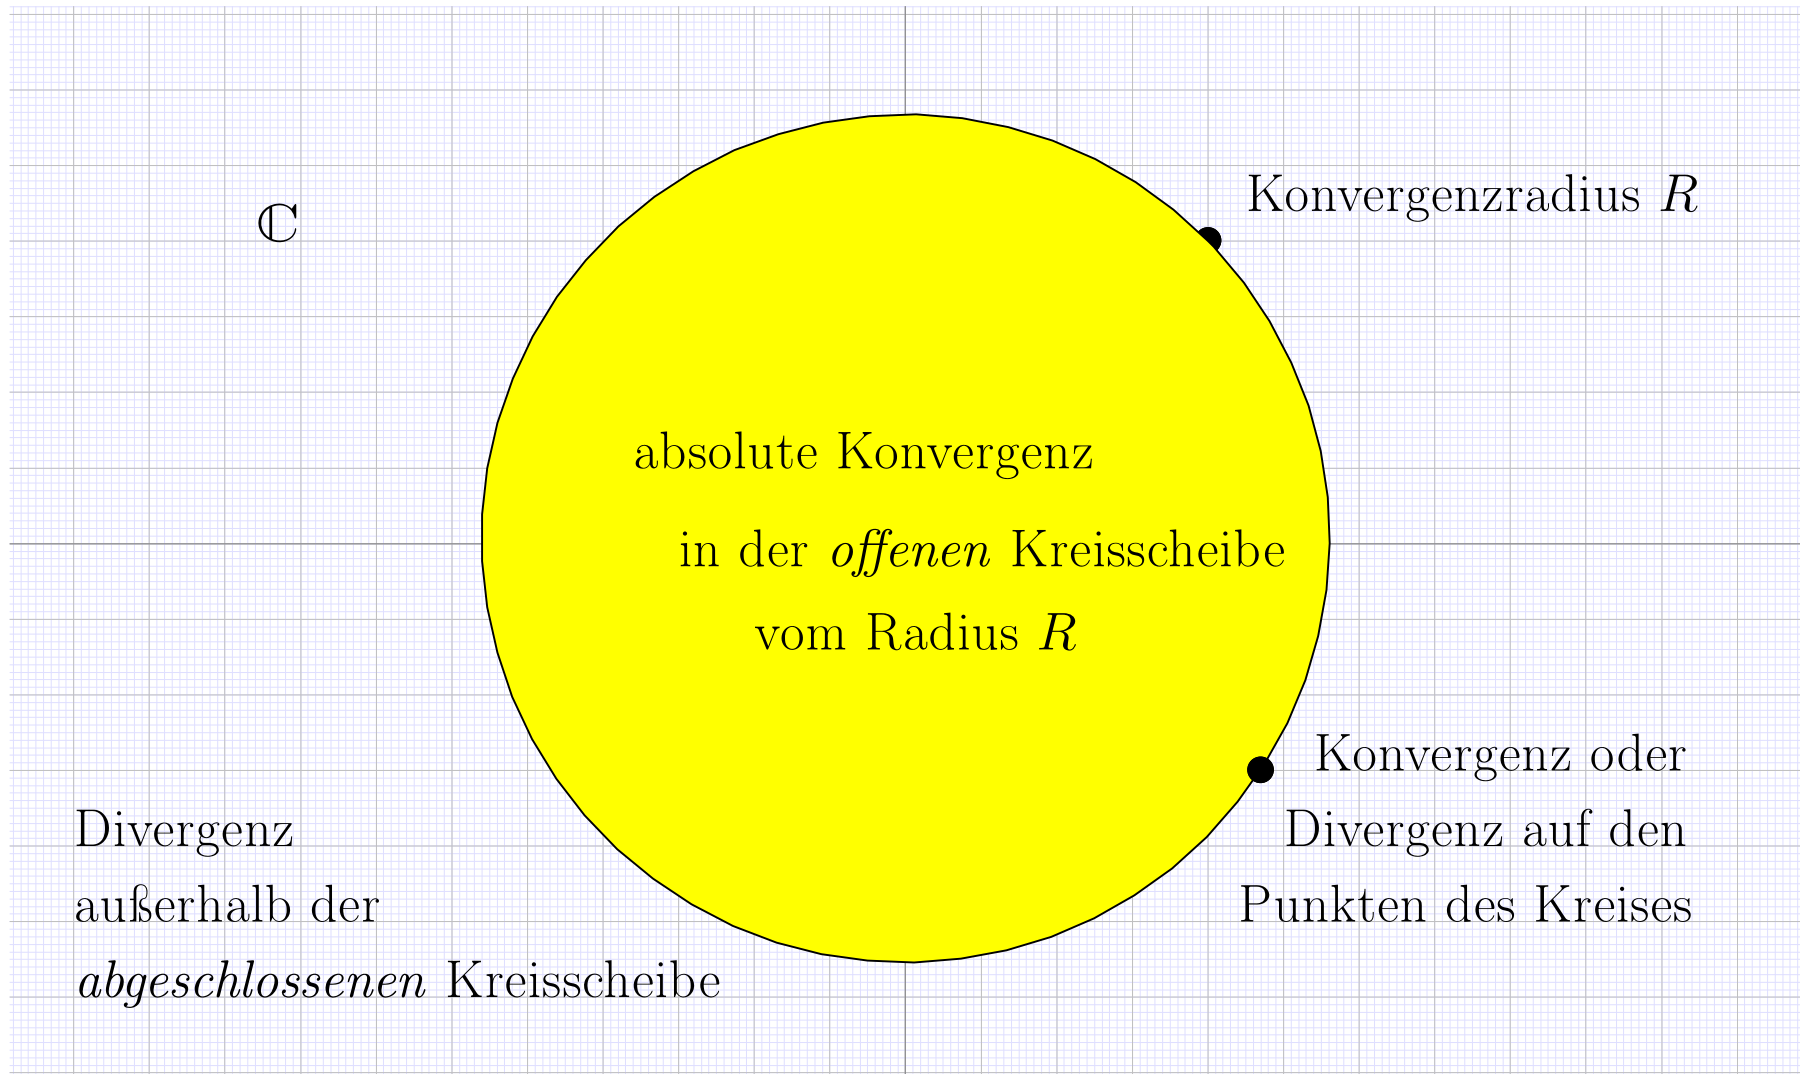 Konvergenzradius R
ℂ
absolute Konvergenz
in der offenen Kreisscheibe
vom Radius R
Konvergenz oder
Divergenz auf den
Punkten des Kreises
Divergenz
außerhalb der
abgeschlossenen Kreisscheibe